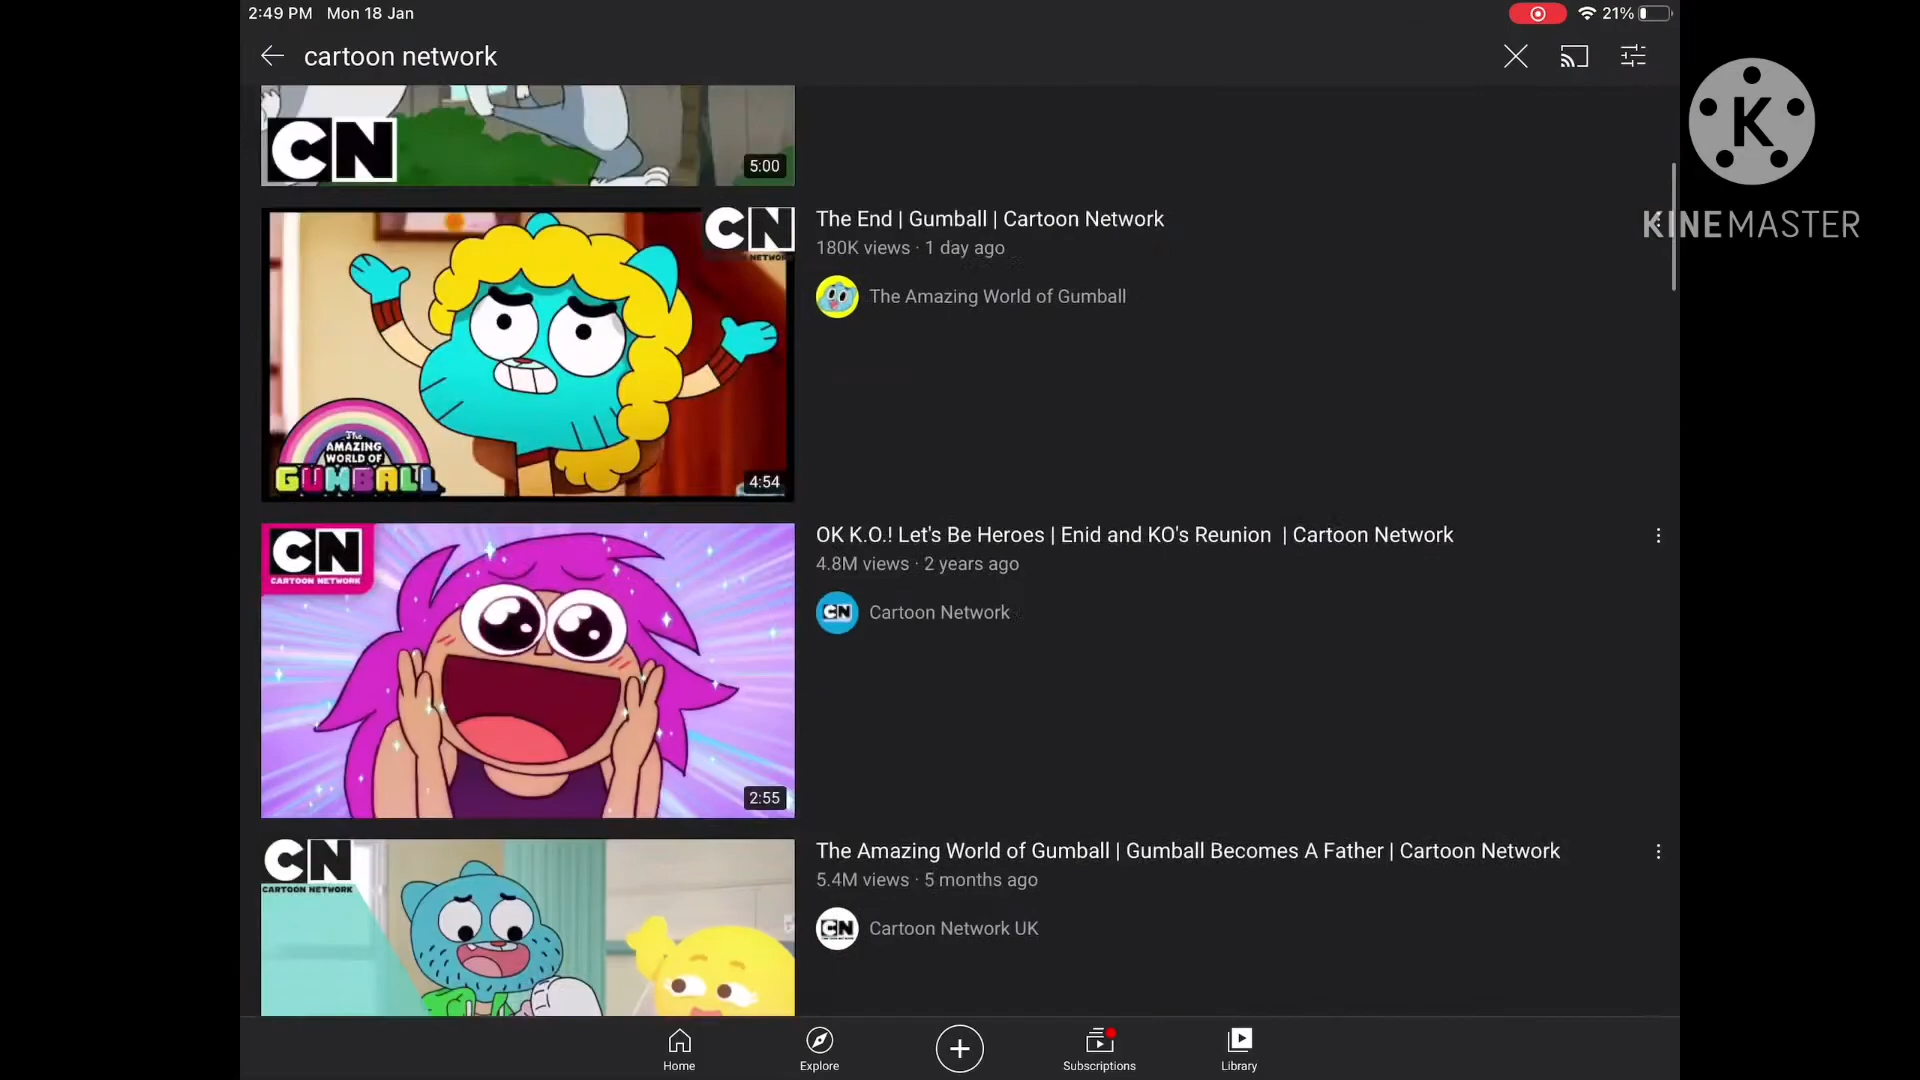 2:49 PM Mon 18 Jan
21%
cartoon network
K
KINEMASTER
CN
5:00
The End | Gumball | Cartoon Network
180K views · 1 day ago
The Amazing World of Gumball
CN
CARTOON NETWORK
The
AMAZING
WORLD OF
GUMBALL
4:54
OK K.O.! Let's Be Heroes | Enid and KO's Reunion | Cartoon Network
4.8M views · 2 years ago
CN Cartoon Network
CN
CARTOON NETWORK
2:55
The Amazing World of Gumball | Gumball Becomes A Father | Cartoon Network
5.4M views · 5 months ago
CN Cartoon Network UK
CN
CARTOON NETWORK
Home
Explore
Subscriptions
Library